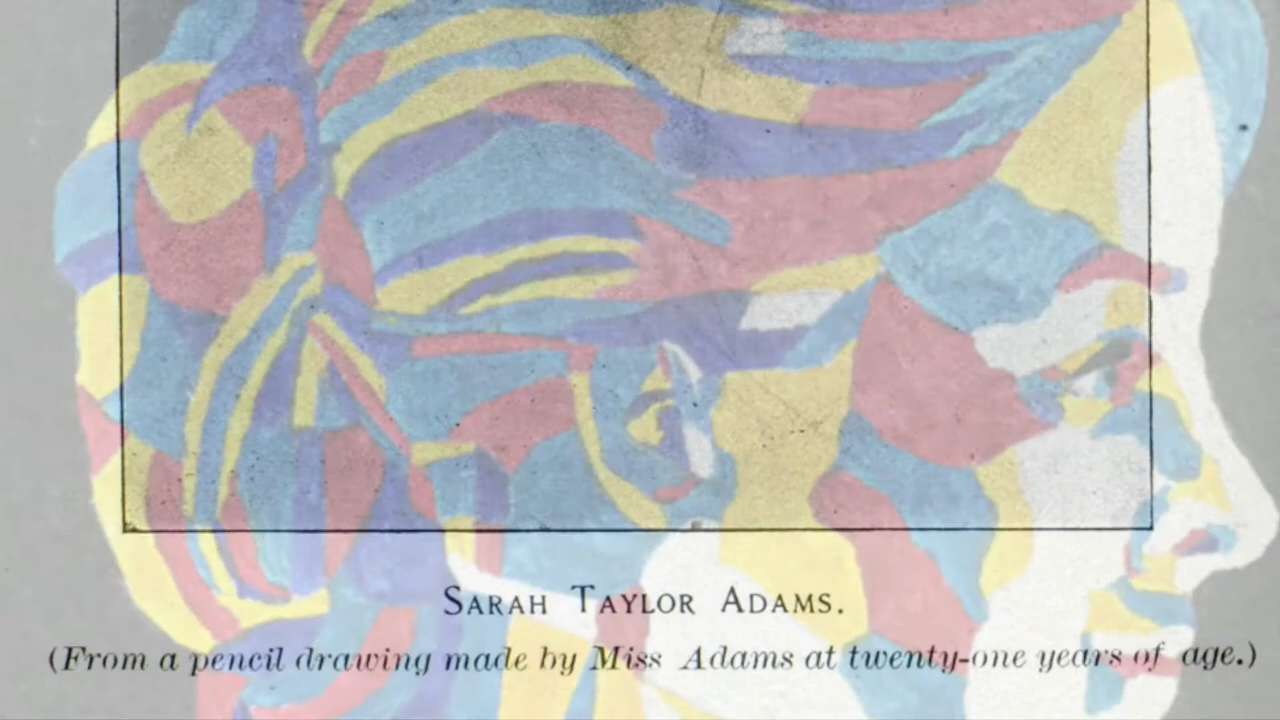 SARAH TAYLOR ADAMS.
(From a pencil drawing made by Miss Adams at twenty-one years of age.)